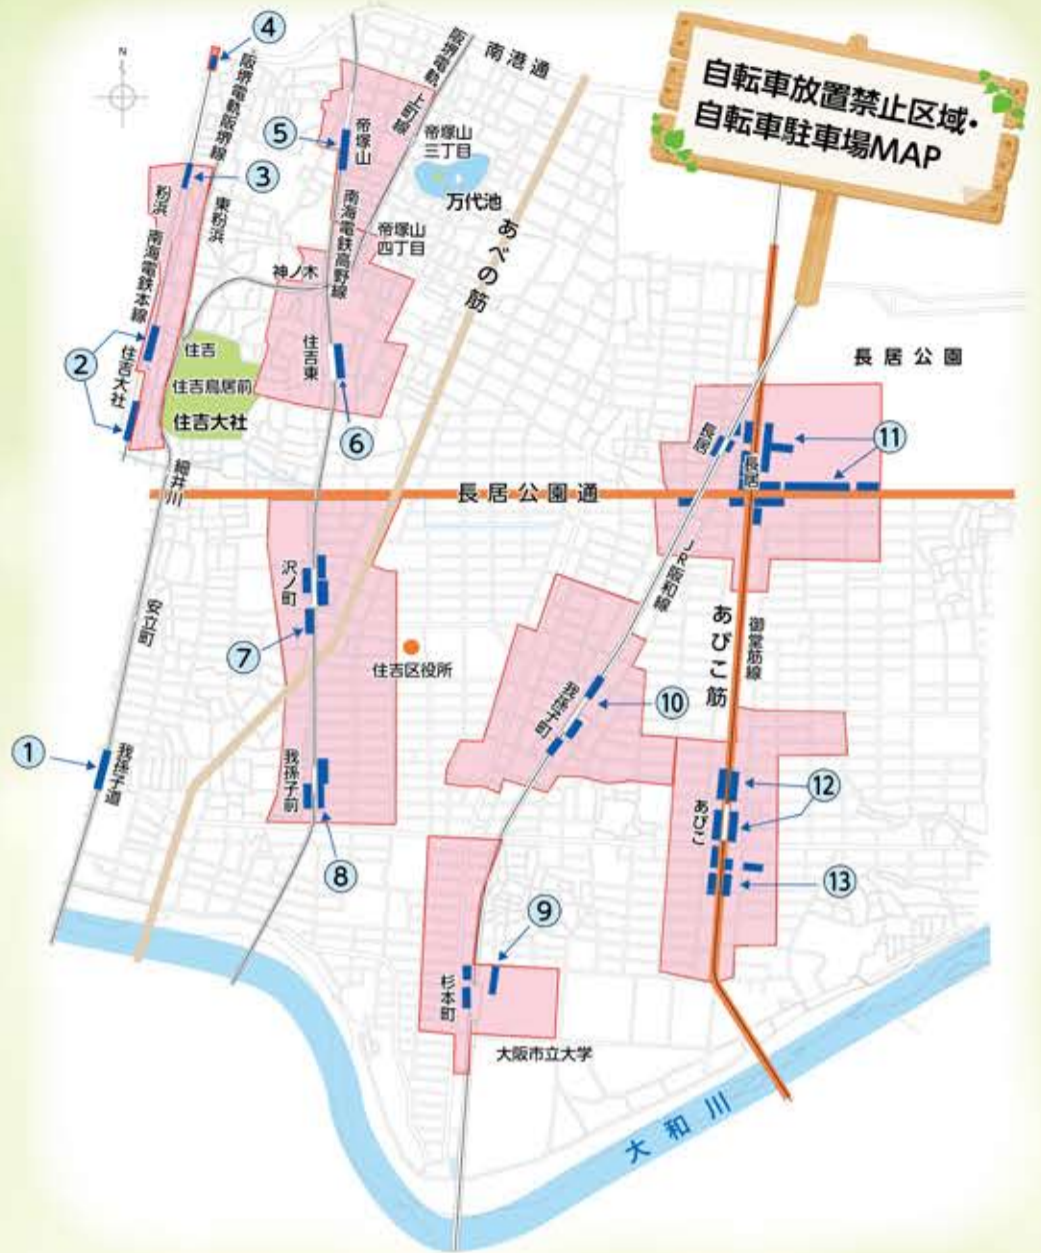 自転車放置禁止区域・
自転車駐車場MAP
N
④
阪堺電軌阪堺線
⑤
帝塚山
阪堺電軌
上町線
南港通
帝塚山
三丁目
万代池
③
粉浜
東粉浜
南海電鉄本線
南海電鉄高野線
帝塚山
四丁目
あべの筋
神ノ木
②
住吉大社
住吉
住吉鳥居前
住吉大社
住吉東
⑥
長居公園
長居
長居
⑪
細井川
長居公園通
JR阪和線
沢ノ町
⑦
安立町
住吉区役所
あびこ筋
御堂筋線
我孫子町
⑩
①
我孫子道
我孫子前
⑧
あびこ
⑫
⑬
⑨
杉本町
大阪市立大学
大和川